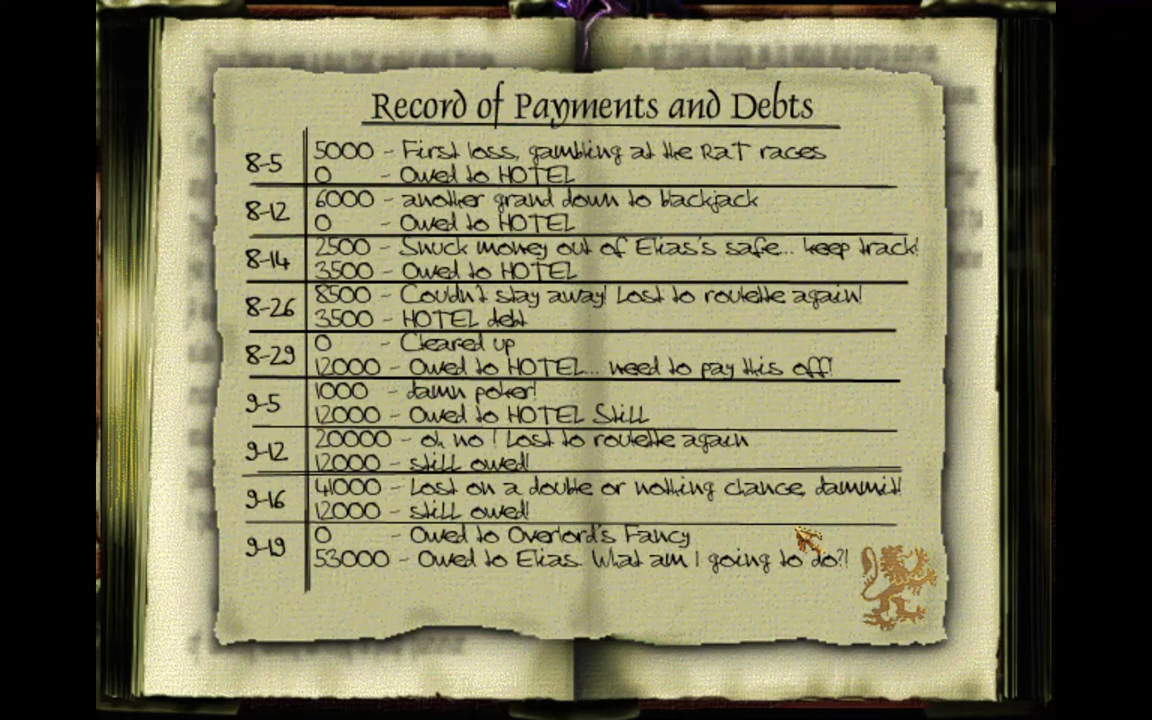 Record of Payments and Debts
8-5
5000 - First loss, gambling at the RaT races
0 - Owed to HOTEL
8-12
6000 - another grand down to blackjack
0 - Owed to HOTEL
8-14
2500 - Snuck money out of Elias's safe... keep track!
3500 - Owed to HOTEL
8-26
8500 - Couldn't stay away! Lost to roulette again!
3500 - HOTEL debt
8-29
0 - Cleared up
12000 - Owed to HOTEL... need to pay this off!
9-5
1000 - damn poker!
12000 - Owed to HOTEL Still
9-12
20000 - oh no! Lost to roulette again
12000 - still owed!
9-16
41000 - Lost on a double or nothing chance, dammit!
12000 - still owed!
9-19
0 - Owed to Overlord's Fancy
53000 - Owed to Elias. What am I going to do?!